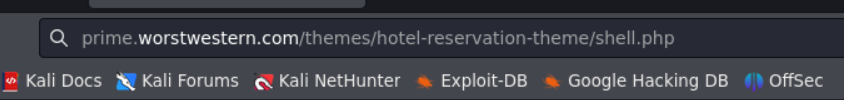 prime.worstwestern.com/themes/hotel-reservation-theme/shell.php
Kali Docs Kali Forums Kali NetHunter Exploit-DB Google Hacking DB OffSec